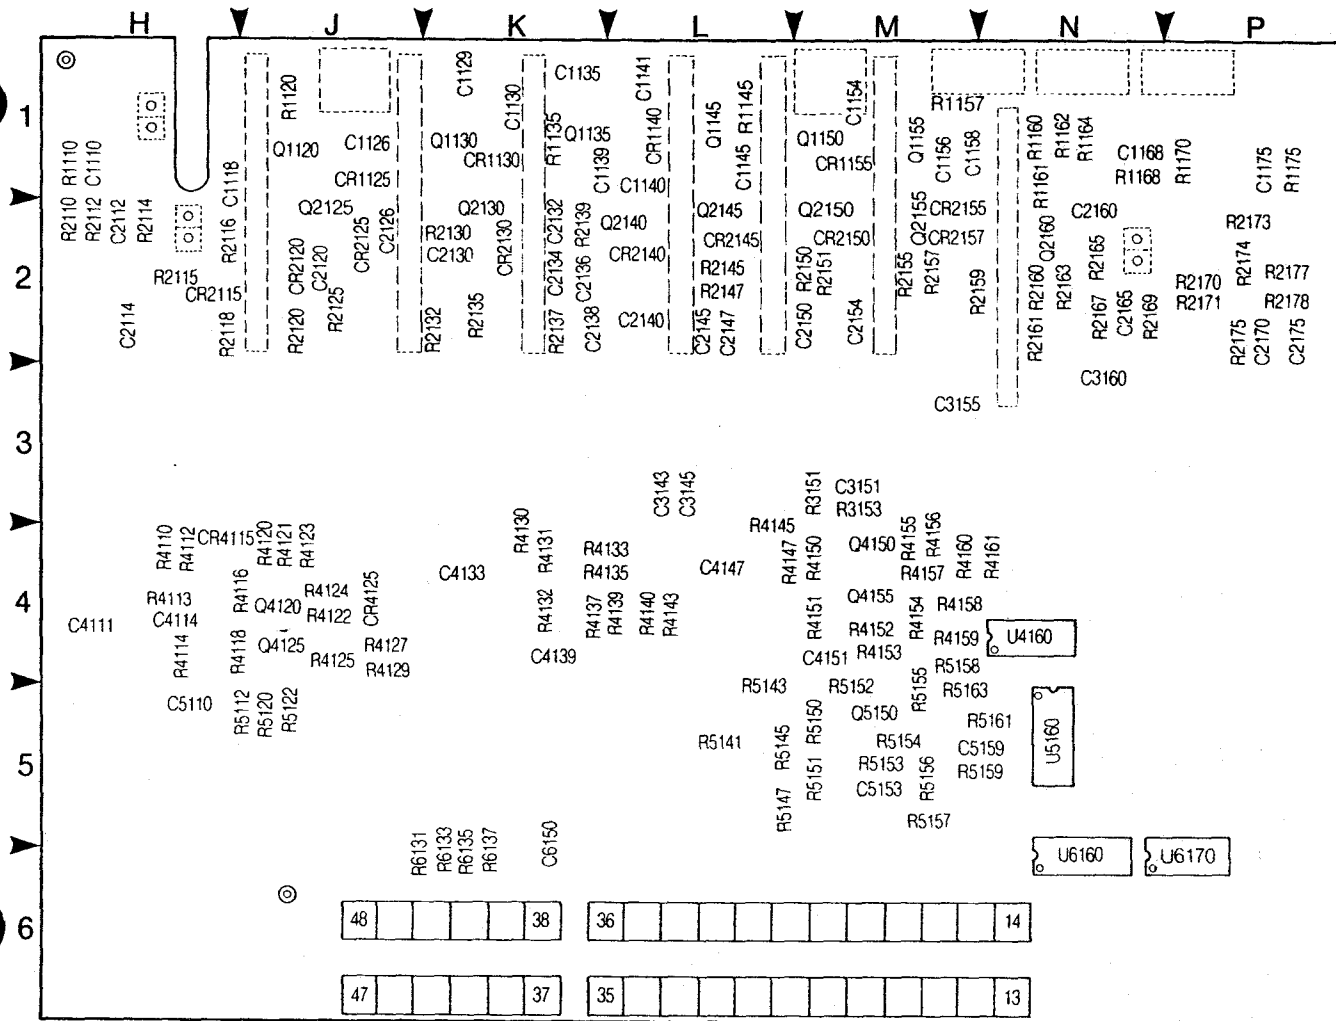 H J K L M N P
1
C1129 C1135 C1141
R1120 C1130 C1154 R1157
R1110 C1110 C1118
Q1120 C1126 CR1125
Q1130 CR1130 R1135 Q1135 C1139 CR1140 C1140
Q1145 R1145 C1145
Q1150 CR1155 Q1155 C1156 C1158
R1160 R1162 R1164 R1161 C1168 R1168 R1170 C1175 R1175
2
R2110 R2112 C2112 R2114 R2116
Q2125 CR2125 C2126
Q2130 R2130 C2130 CR2130
C2132 R2139 C2134 C2136
Q2140 CR2140 C2140
Q2145 CR2145 R2145 R2147
Q2150 CR2150 R2150 R2151
Q2155 CR2155 CR2157 R2155 R2157 R2159
C2160 Q2160 R2165 R2160 R2163
R2173 R2174 R2177 R2170 R2171 R2178
R2115 CR2115 CR2120 C2120 R2125
C2114 R2118 R2120 R2132 R2135 R2137 C2138
C2145 C2147 C2150 C2154
R2161 R2167 C2165 R2169 R2175 C2170 C2175
C3160
C3155
3
C3143 C3145 R3151 C3151
R3153
R4110 R4112 CR4115 R4120 R4121 R4123
R4130 R4131 R4133 R4135
R4145 R4147 R4150 Q4150 R4155 R4156 R4157 R4160 R4161
C4133 C4147
4
C4111 R4113 C4114 R4114 R4116 R4118
Q4120 R4124 R4122 CR4125
Q4125 R4125 R4127 R4129
R4132 C4139 R4137 R4139 R4140 R4143
R4151 Q4155 R4152 R4153 C4151 R4154 R4158 R4159 U4160
R5158
C5110 R5112 R5120 R5122
R5143 R5152 R5155 R5163
Q5150 R5150 R5161
5
R5141 R5145 R5151 R5154 R5153 C5153 R5156 C5159 R5159 U5160
R5147 R5157
R6131 R6133 R6135 R6137 C6150
U6160 U6170
6
48 38 36 14
47 37 35 13